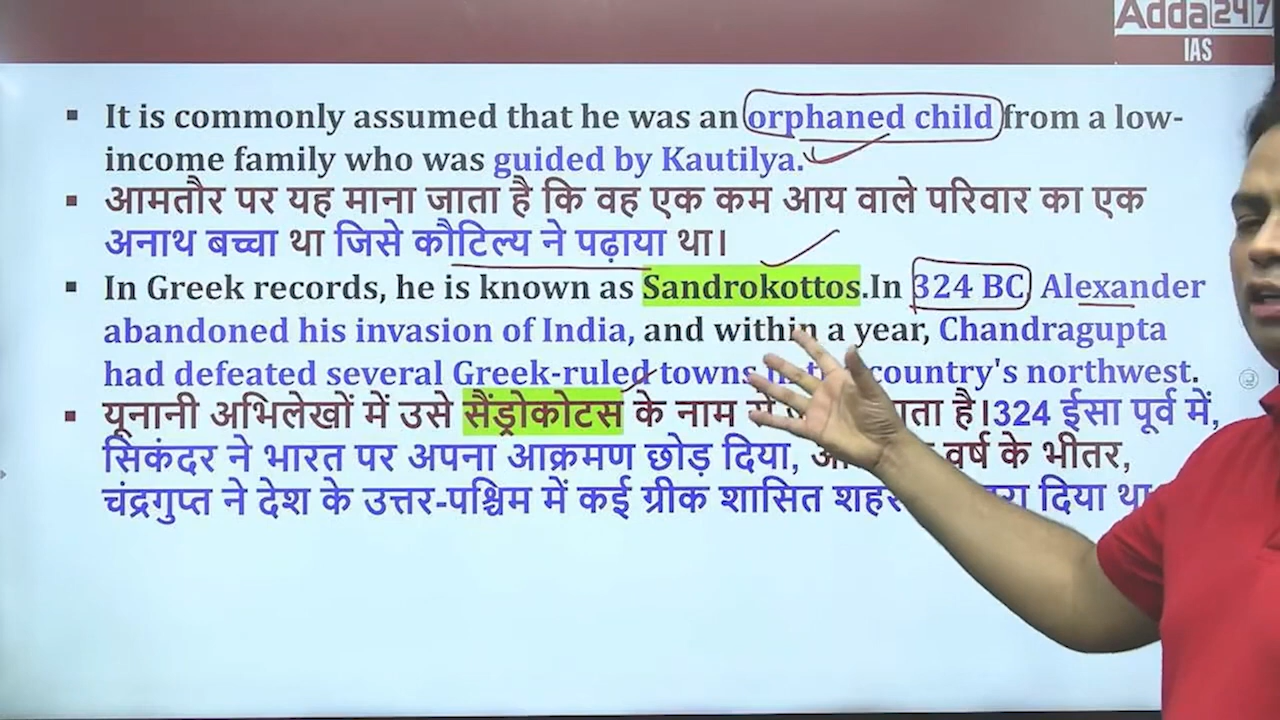 Adda247
IAS
▪ It is commonly assumed that he was an orphaned child from a low-
income family who was guided by Kautilya.
▪ आमतौर पर यह माना जाता है कि वह एक कम आय वाले परिवार का एक
अनाथ बच्चा था जिसे कौटिल्य ने पढ़ाया था।
▪ In Greek records, he is known as Sandrokottos.In 324 BC, Alexander
abandoned his invasion of India, and within a year, Chandragupta
had defeated several Greek-ruled towns country's northwest.
▪ यूनानी अभिलेखों में उसे सैंड्रोकोटस के नाम है।324 ईसा पूर्व में,
सिकंदर ने भारत पर अपना आक्रमण छोड़ दिया, वर्ष के भीतर,
चंद्रगुप्त ने देश के उत्तर-पश्चिम में कई ग्रीक शासित दिया था